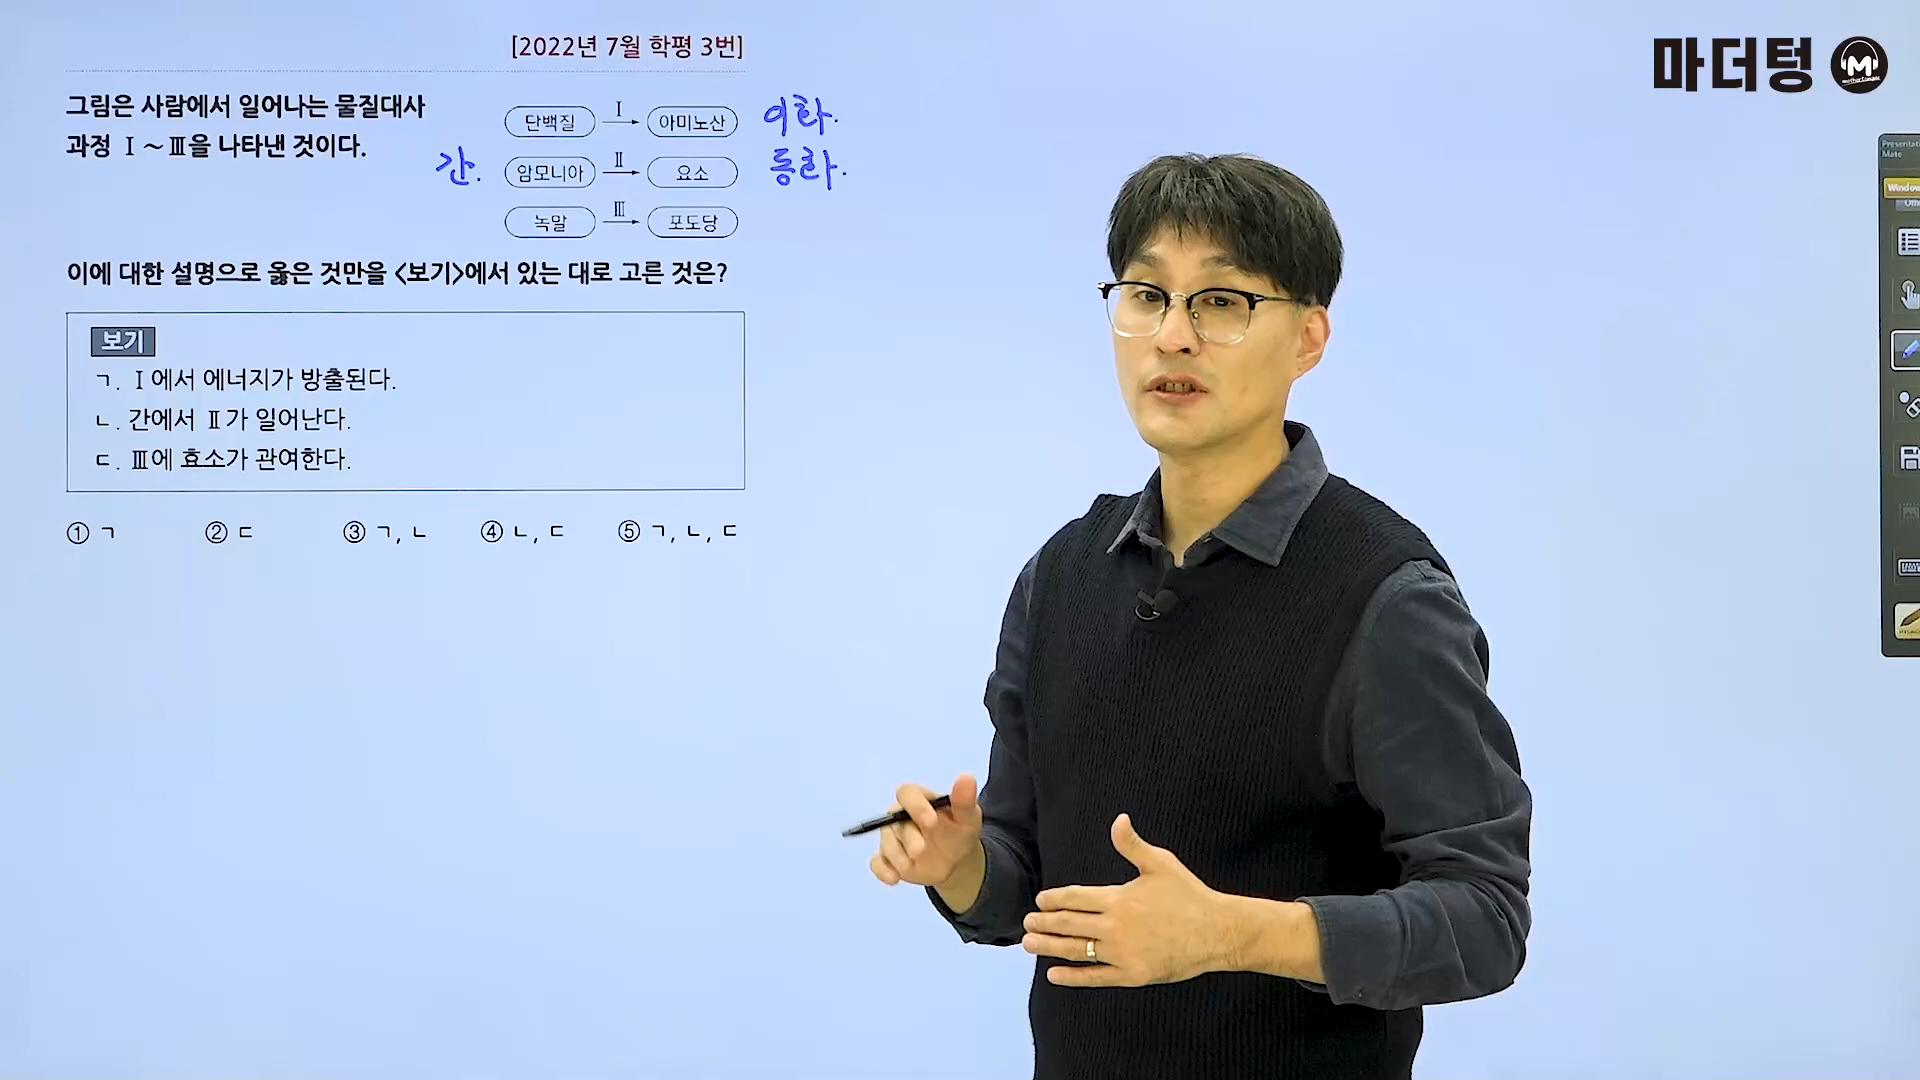 [2022년 7월 학평 3번]
마더텅
그림은 사람에서 일어나는 물질대사
과정 Ⅰ~Ⅲ을 나타낸 것이다.
단백질 Ⅰ 아미노산 이화.
간. 암모니아 Ⅱ 요소 동화.
녹말 Ⅲ 포도당
이에 대한 설명으로 옳은 것만을 <보기>에서 있는 대로 고른 것은?
보기
ㄱ. Ⅰ에서 에너지가 방출된다.
ㄴ. 간에서 Ⅱ가 일어난다.
ㄷ. Ⅲ에 효소가 관여한다.
① ㄱ ② ㄷ ③ ㄱ, ㄴ ④ ㄴ, ㄷ ⑤ ㄱ, ㄴ, ㄷ